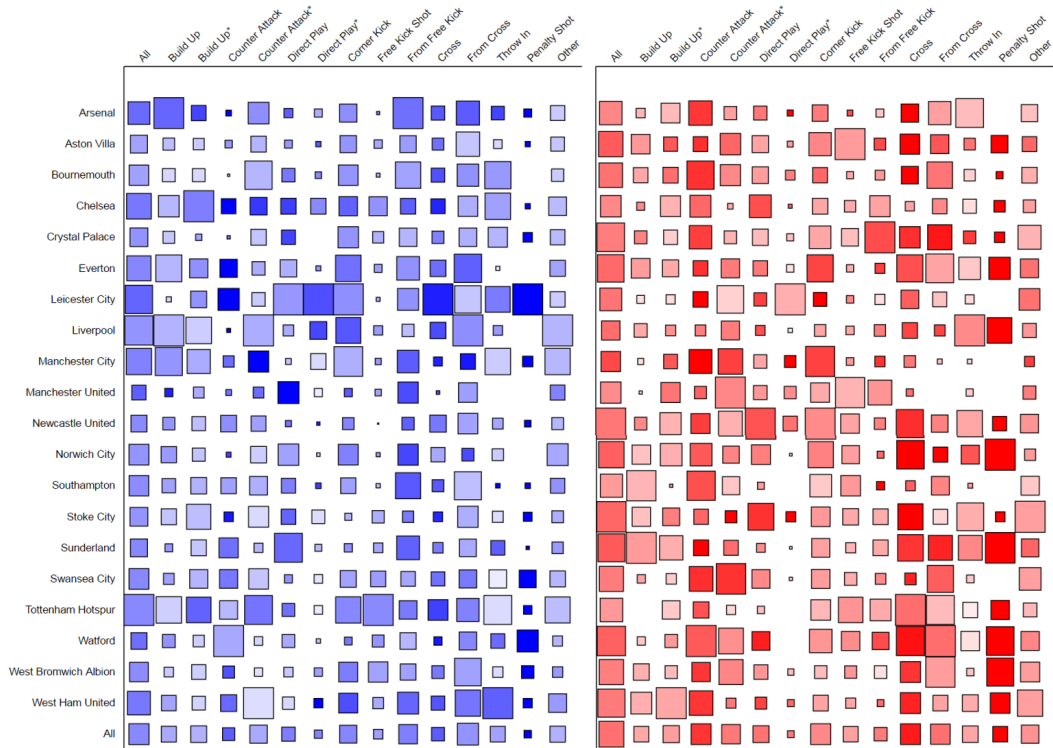 All Build Up Build Up* Counter Attack Counter Attack* Direct Play Direct Play* Corner Kick Free Kick Shot From Free Kick Cross From Cross Throw In Penalty Shot Other
All Build Up Build Up* Counter Attack Counter Attack* Direct Play Direct Play* Corner Kick Free Kick Shot From Free Kick Cross From Cross Throw In Penalty Shot Other
Arsenal
Aston Villa
Bournemouth
Chelsea
Crystal Palace
Everton
Leicester City
Liverpool
Manchester City
Manchester United
Newcastle United
Norwich City
Southampton
Stoke City
Sunderland
Swansea City
Tottenham Hotspur
Watford
West Bromwich Albion
West Ham United
All